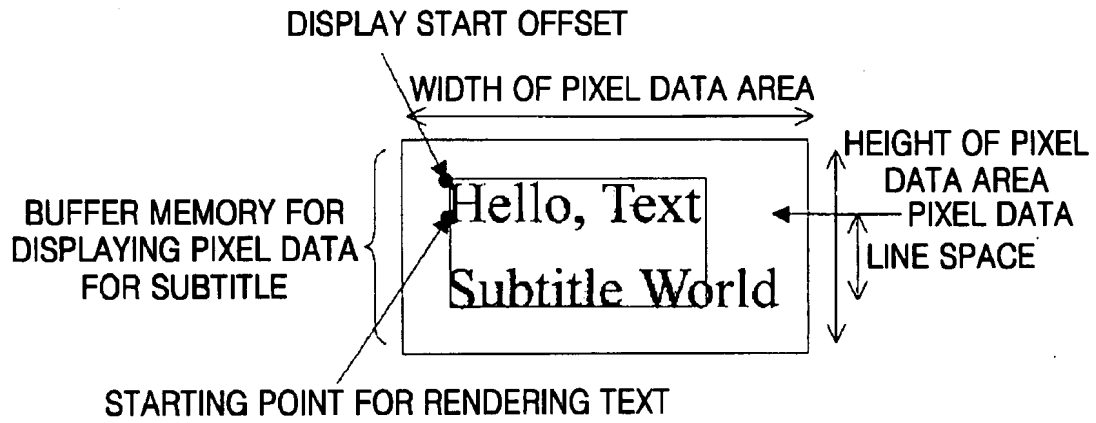 DISPLAY START OFFSET
WIDTH OF PIXEL DATA AREA
HEIGHT OF PIXEL
DATA AREA
PIXEL DATA
LINE SPACE
BUFFER MEMORY FOR
DISPLAYING PIXEL DATA
FOR SUBTITLE
Hello, Text
Subtitle World
STARTING POINT FOR RENDERING TEXT